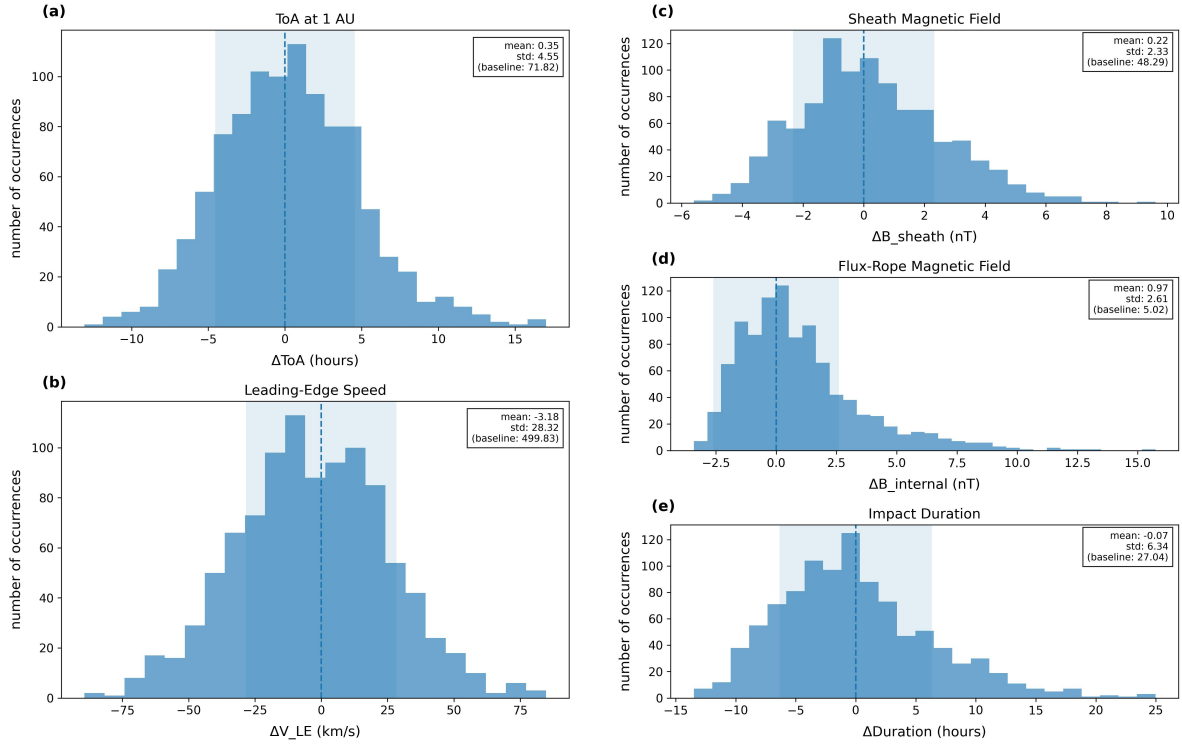 (a)
ToA at 1 AU
mean: 0.35
std: 4.55
(baseline: 71.82)
number of occurrences
0
20
40
60
80
100
−10
−5
0
5
10
15
ΔToA (hours)
(b)
Leading-Edge Speed
mean: -3.18
std: 28.32
(baseline: 499.83)
number of occurrences
0
20
40
60
80
100
−75
−50
−25
0
25
50
75
ΔV_LE (km/s)
(c)
Sheath Magnetic Field
mean: 0.22
std: 2.33
(baseline: 48.29)
number of occurrences
0
20
40
60
80
100
120
−6
−4
−2
0
2
4
6
8
10
ΔB_sheath (nT)
(d)
Flux-Rope Magnetic Field
mean: 0.97
std: 2.61
(baseline: 5.02)
number of occurrences
0
20
40
60
80
100
120
−2.5
0.0
2.5
5.0
7.5
10.0
12.5
15.0
ΔB_internal (nT)
(e)
Impact Duration
mean: -0.07
std: 6.34
(baseline: 27.04)
number of occurrences
0
20
40
60
80
100
120
−15
−10
−5
0
5
10
15
20
25
ΔDuration (hours)